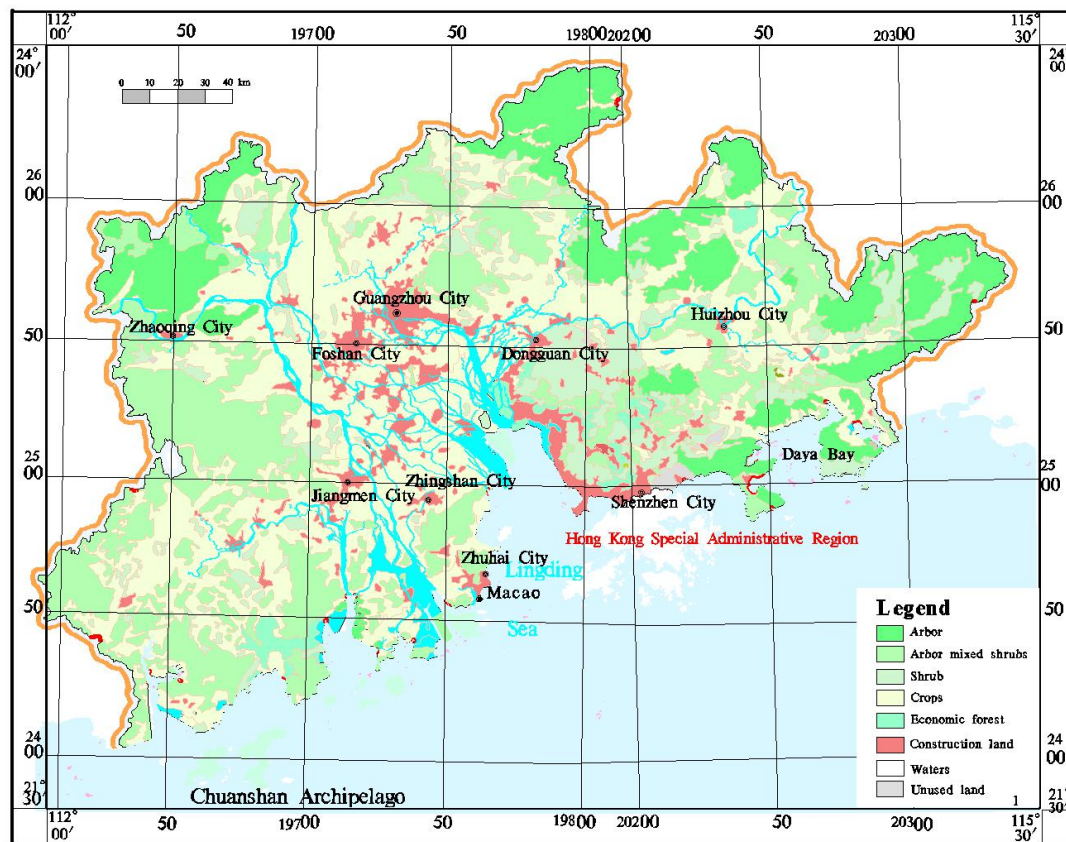 112°
00′ 50 19700 50 19800 20200 50 20300 115°
30′
24°
00′
24°
00′
0 10 20 30 40 km
26
00
26
00
Guangzhou City
Zhaoqing City
Huizhou City
50
50
Foshan City
Dongguan City
Daya Bay
25
00
25
00
Zhingshan City
Jiangmen City
Shenzhen City
Hong Kong Special Administrative Region
Zhuhai City
Lingding
Macao
50
50
Sea
Legend
Arbor
Arbor mixed shrubs
Shrub
Crops
Economic forest
Construction land
Waters
Unused land
24
00
24
00
21°
30′
Chuanshan Archipelago
1
21°
30′
112°
00′ 50 19700 50 19800 20200 50 20300 115°
30′